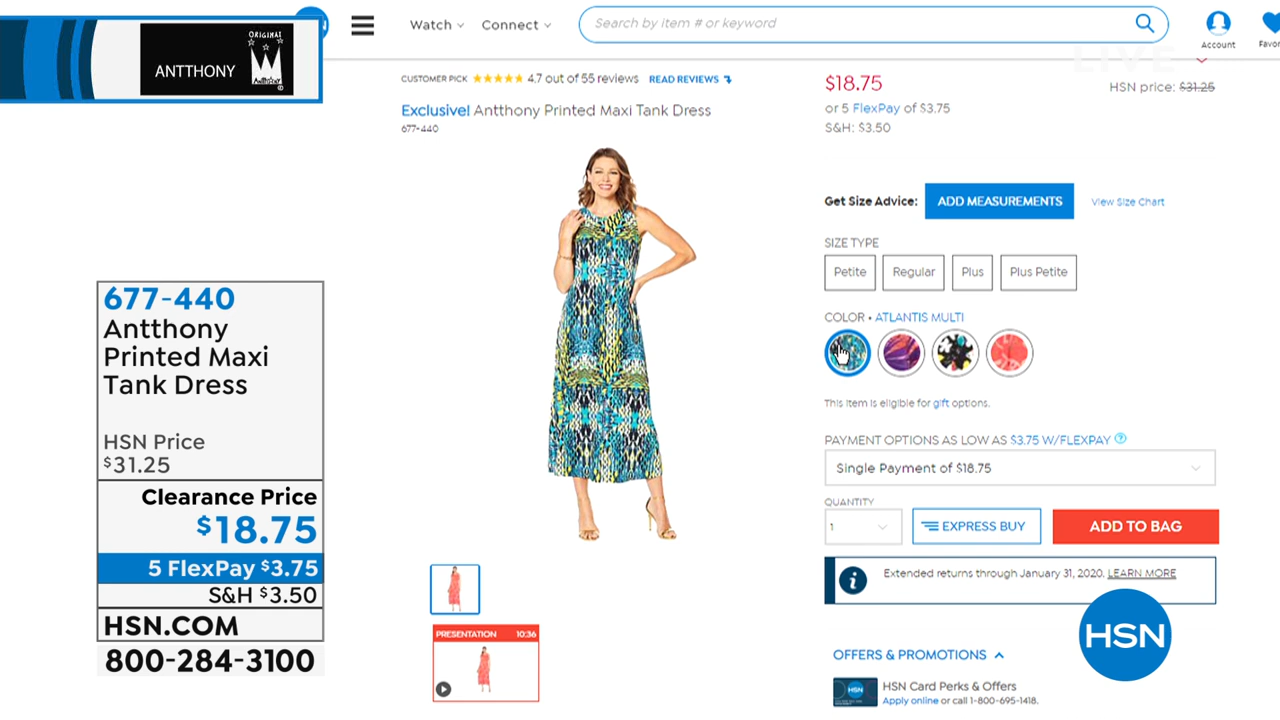 ANTTHONY
ORIGINAL
Watch
Connect
Search by item # or keyword
Account
LIVE
CUSTOMER PICK
4.7 out of 55 reviews
READ REVIEWS
Exclusive! Antthony Printed Maxi Tank Dress
677-440
$18.75
HSN price: $31.25
or 5 FlexPay of $3.75
S&H: $3.50
Get Size Advice:
ADD MEASUREMENTS
View Size Chart
SIZE TYPE
Petite
Regular
Plus
Plus Petite
COLOR • ATLANTIS MULTI
This item is eligible for gift options.
PAYMENT OPTIONS AS LOW AS $3.75 W/FLEXPAY ?
Single Payment of $18.75
QUANTITY
1
EXPRESS BUY
ADD TO BAG
Extended returns through January 31, 2020. LEARN MORE
OFFERS & PROMOTIONS
HSN
HSN Card Perks & Offers
Apply online or call 1-800-695-1418.
PRESENTATION 10:36
677-440
Antthony
Printed Maxi
Tank Dress
HSN Price
$31.25
Clearance Price
$18.75
5 FlexPay $3.75
S&H $3.50
HSN.COM
800-284-3100
HSN